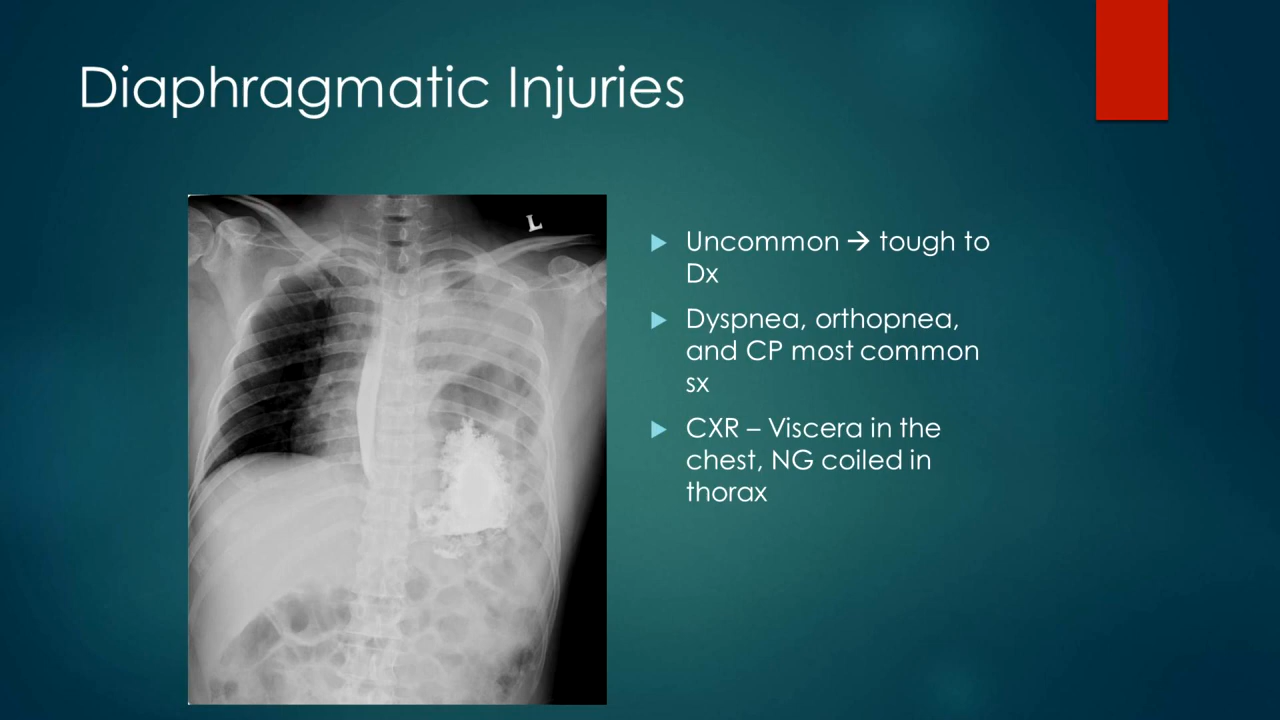 Diaphragmatic Injuries
L
Uncommon → tough to
Dx
Dyspnea, orthopnea,
and CP most common
sx
CXR – Viscera in the
chest, NG coiled in
thorax